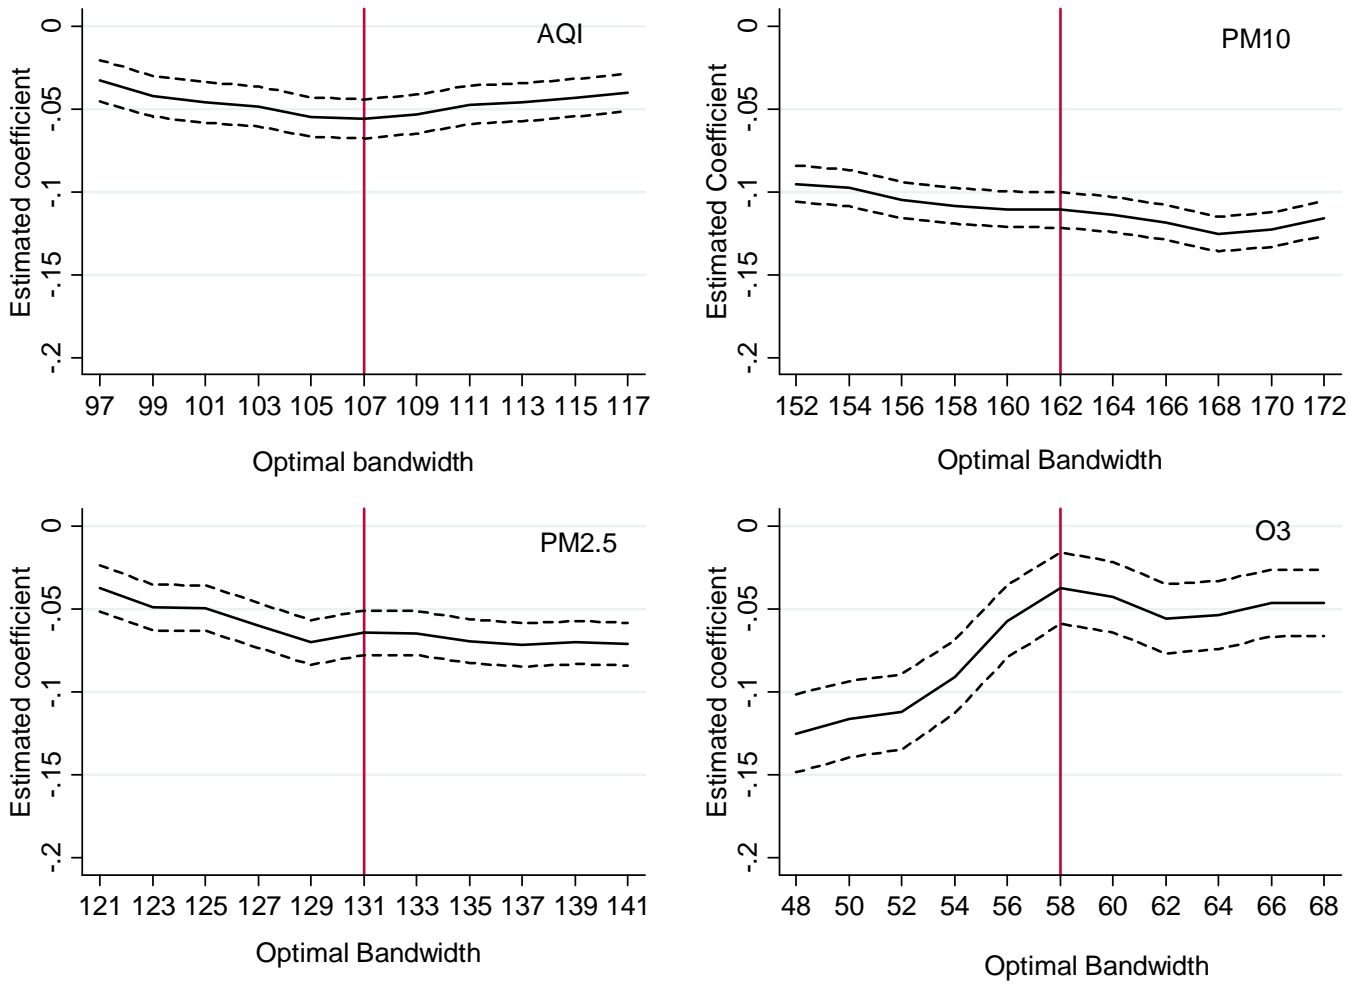 AQI
Estimated coefficient
0
-.05
-.1
-.15
-.2
97 99 101 103 105 107 109 111 113 115 117
Optimal bandwidth
PM10
Estimated Coefficient
0
-.05
-.1
-.15
-.2
152 154 156 158 160 162 164 166 168 170 172
Optimal Bandwidth
PM2.5
Estimated coefficient
0
-.05
-.1
-.15
-.2
121 123 125 127 129 131 133 135 137 139 141
Optimal Bandwidth
O3
Estimated coefficient
0
-.05
-.1
-.15
-.2
48 50 52 54 56 58 60 62 64 66 68
Optimal Bandwidth